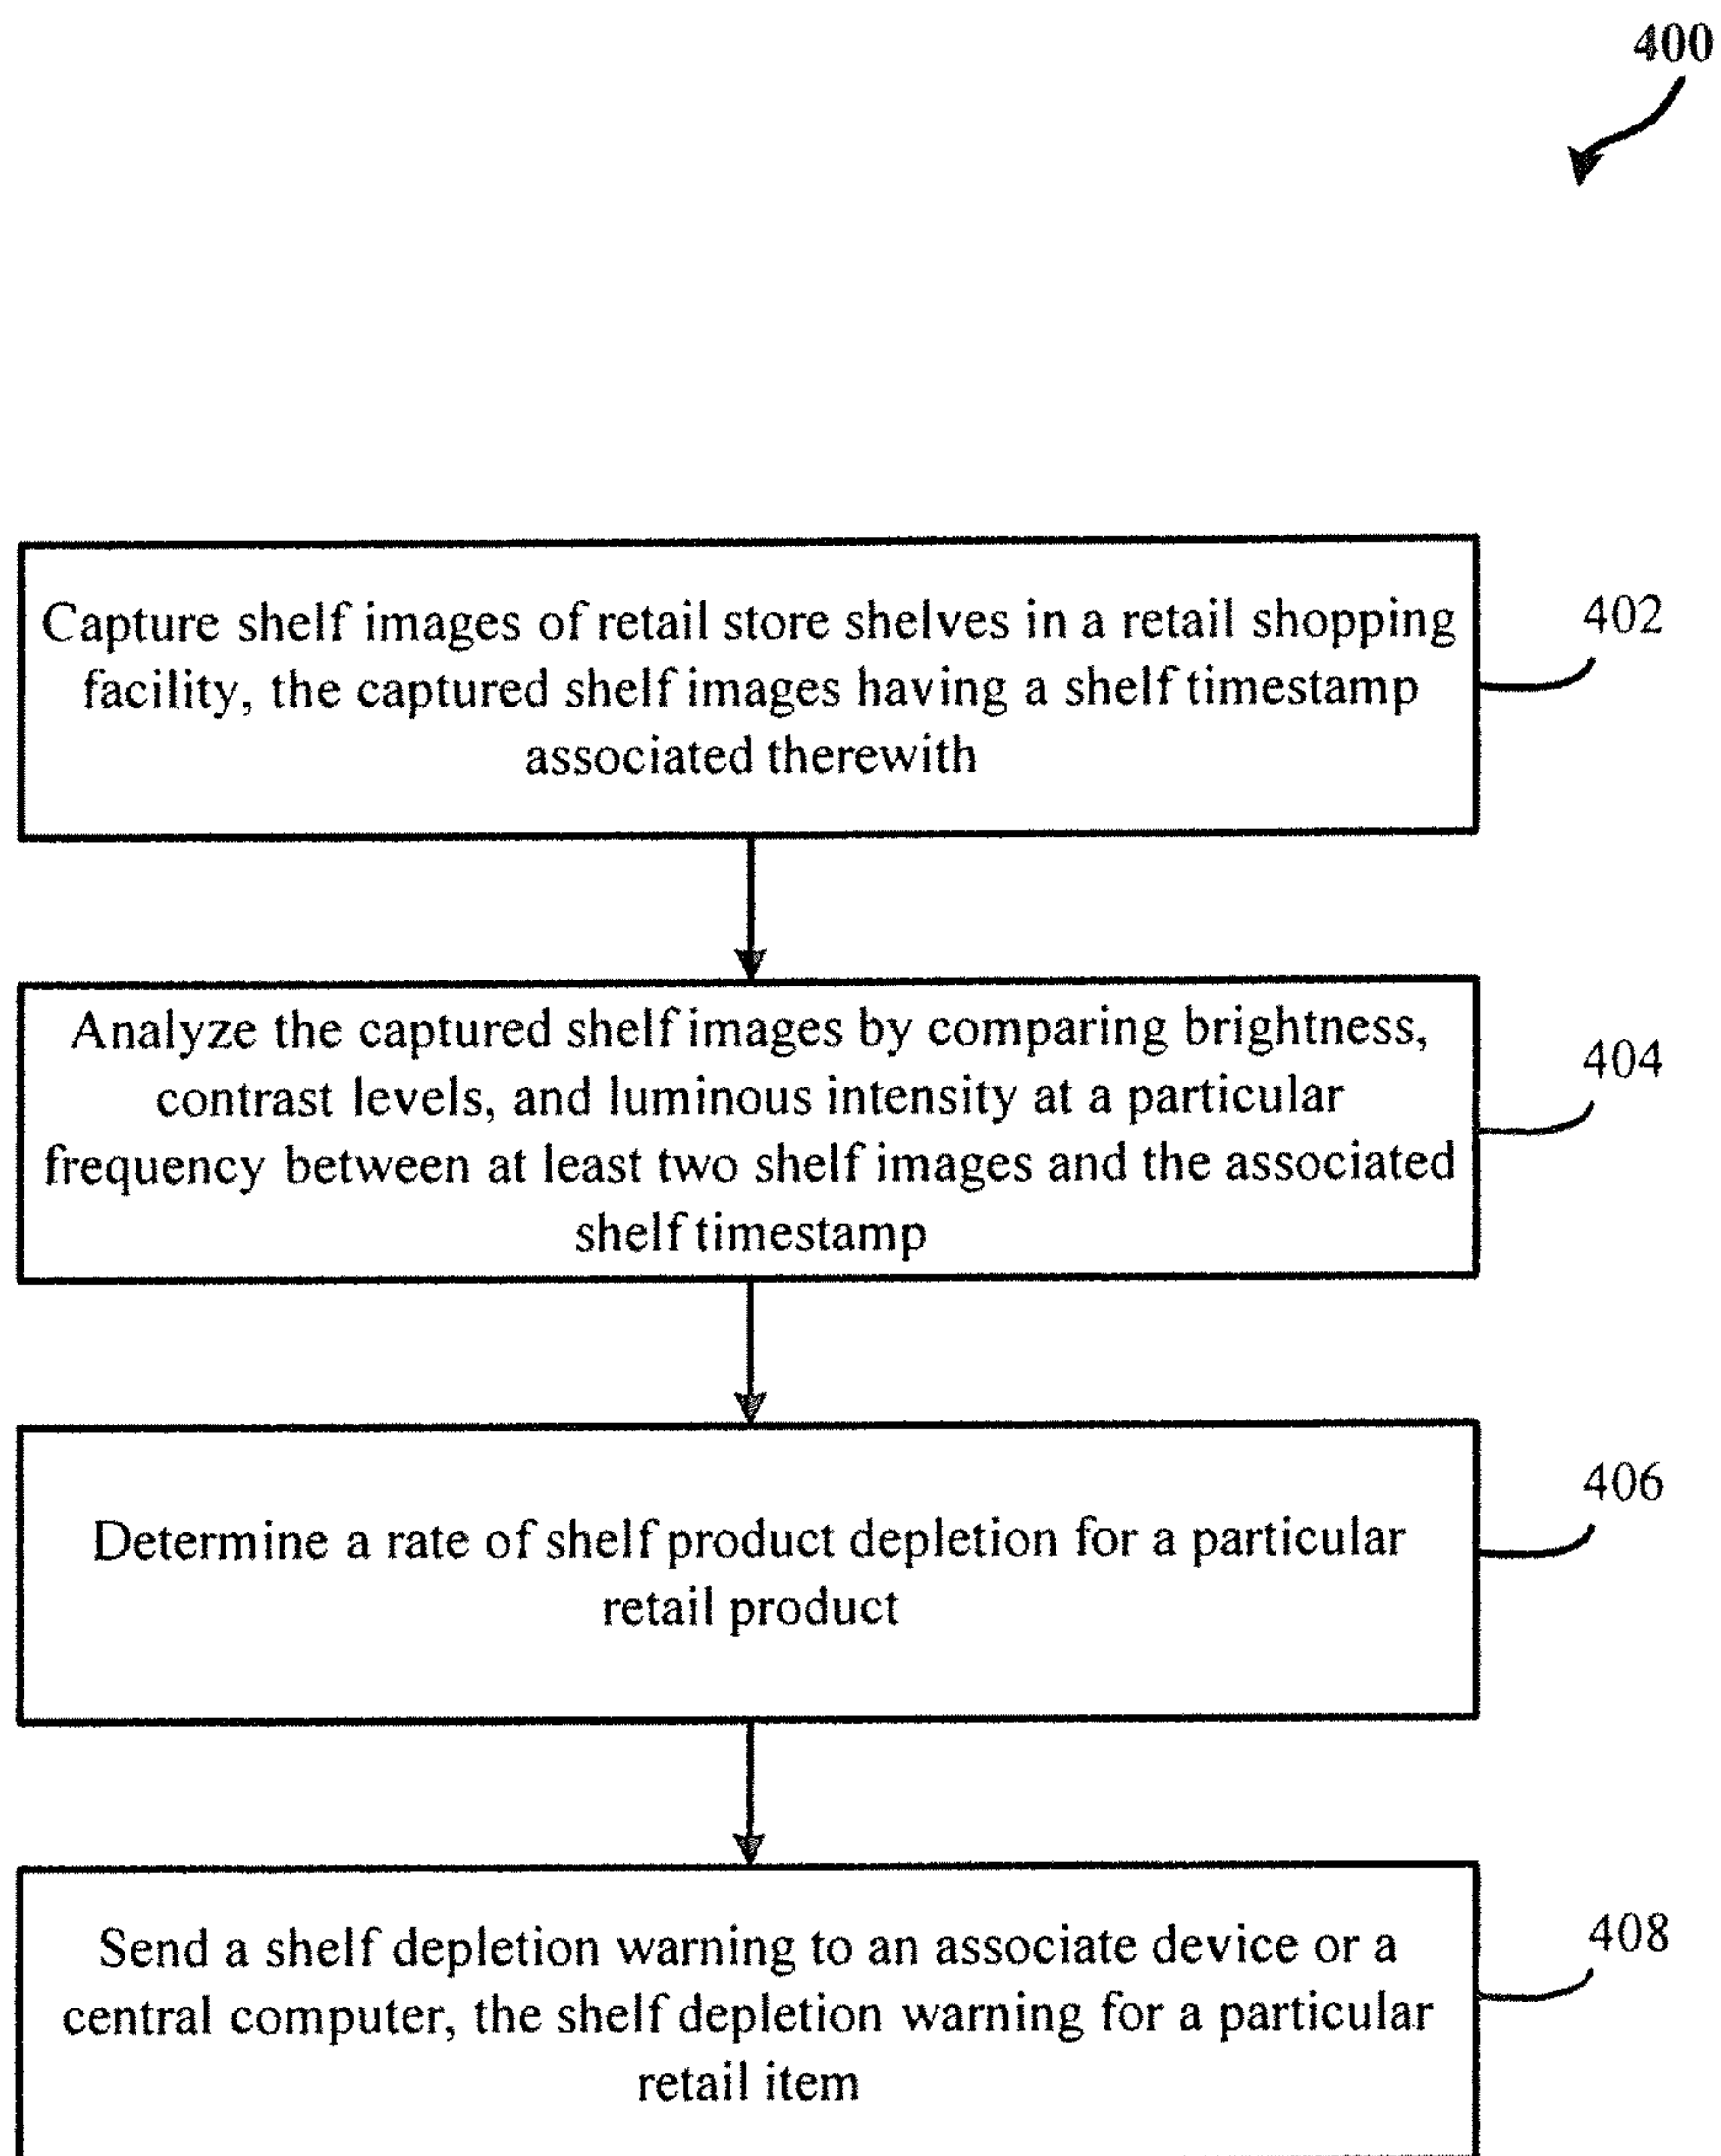 400
Capture shelf images of retail store shelves in a retail shopping
facility, the captured shelf images having a shelf timestamp
associated therewith
402
Analyze the captured shelf images by comparing brightness,
contrast levels, and luminous intensity at a particular
frequency between at least two shelf images and the associated
shelf timestamp
404
Determine a rate of shelf product depletion for a particular
retail product
406
Send a shelf depletion warning to an associate device or a
central computer, the shelf depletion warning for a particular
retail item
408